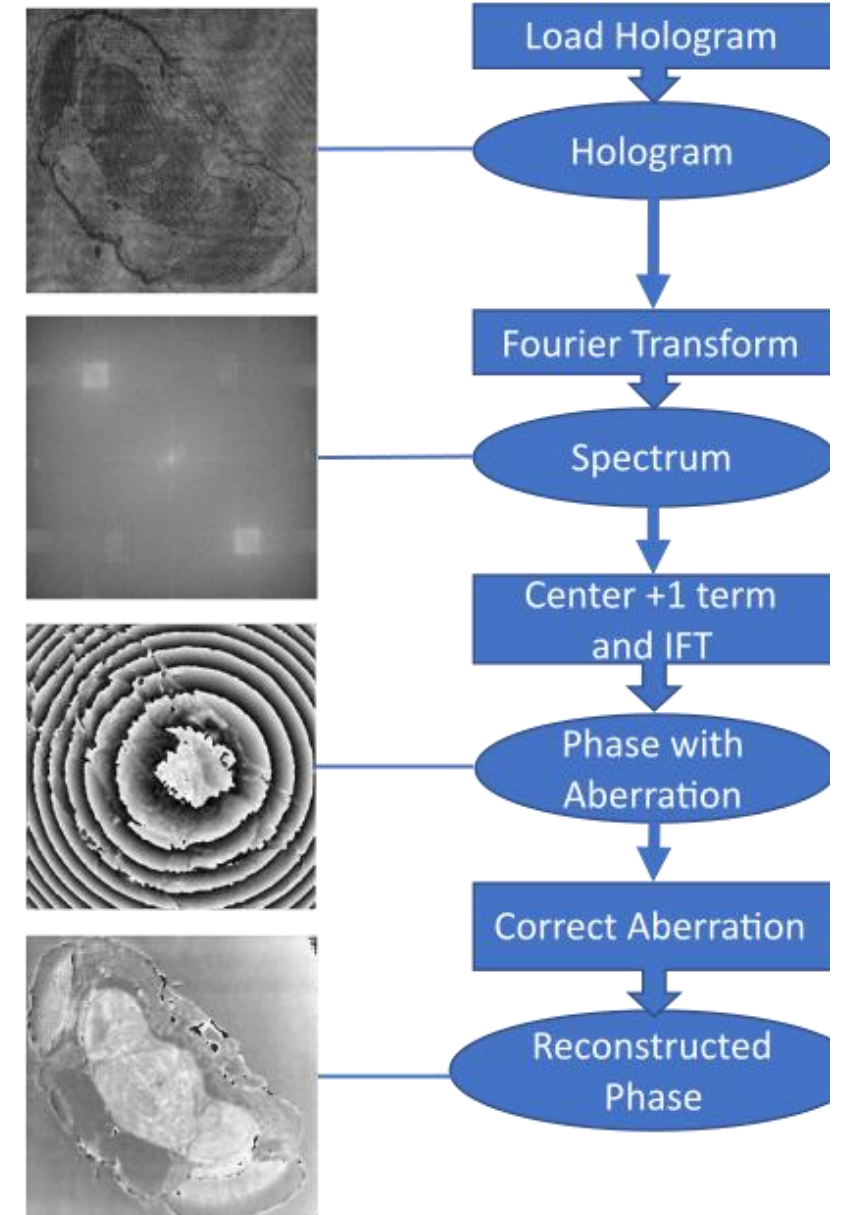 Load Hologram
Hologram
Fourier Transform
Spectrum
Center +1 term
and IFT
Phase with
Aberration
Correct Aberration
Reconstructed
Phase